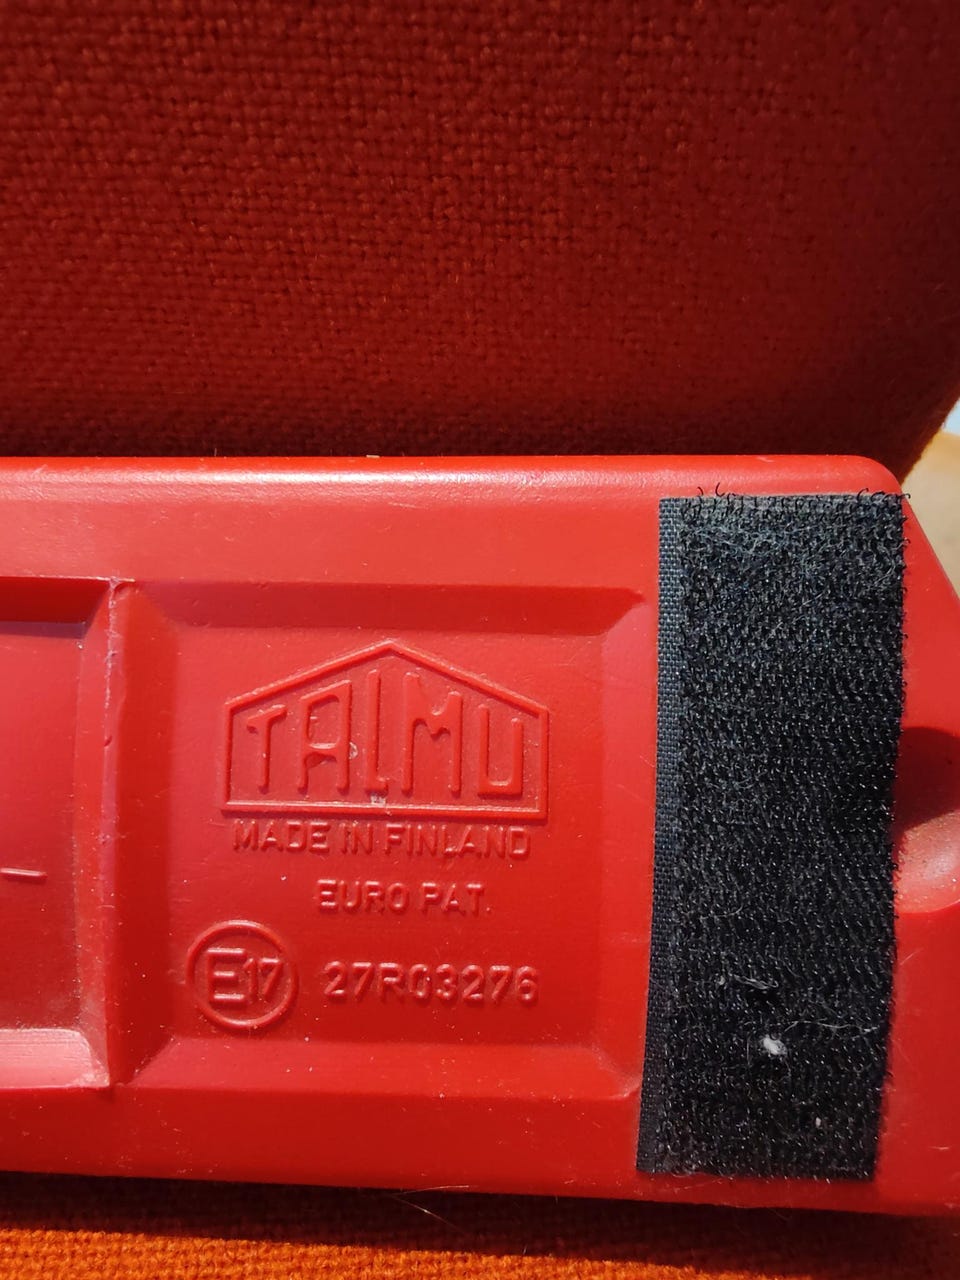 TALMU
MADE IN FINLAND
EURO PAT.
E17 27R03276